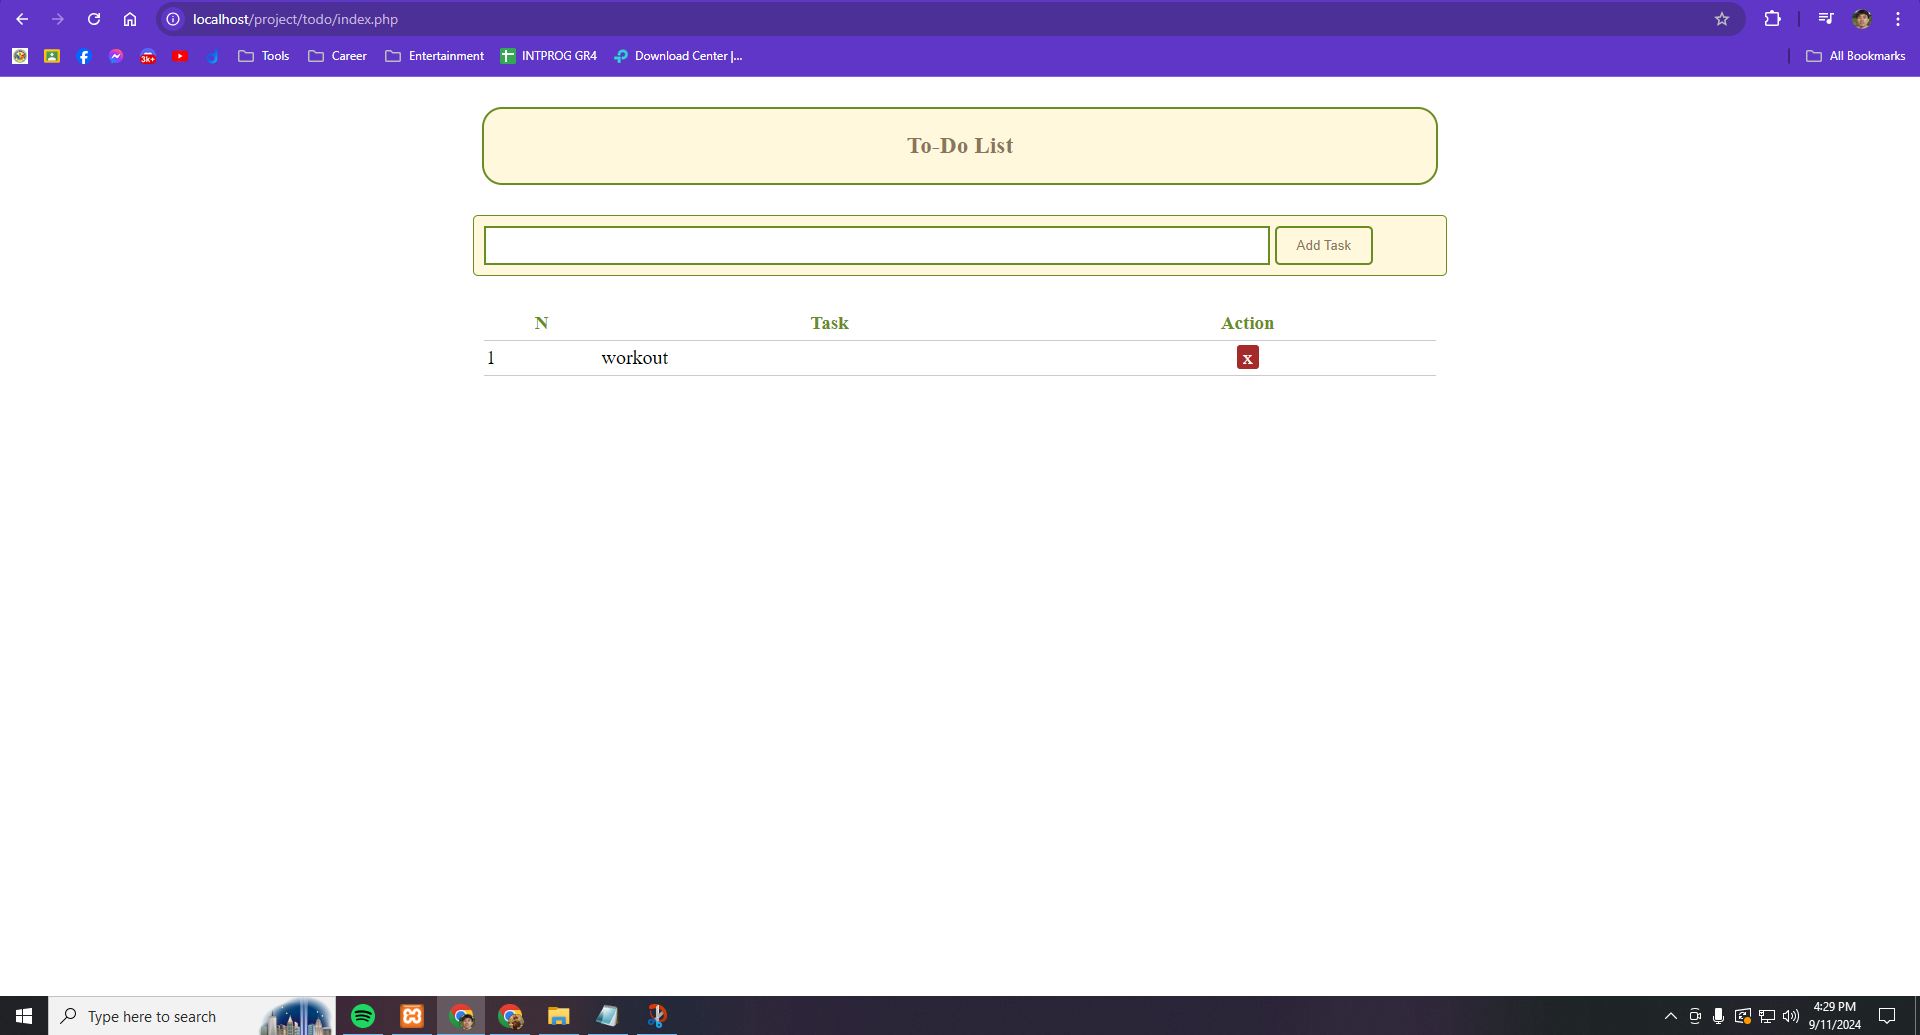 localhost/project/todo/index.php
3k+
Tools
Career
Entertainment
INTPROG GR4
Download Center |...
All Bookmarks
To-Do List
Add Task
N Task Action
1 workout x
Type here to search
4:29 PM
9/11/2024